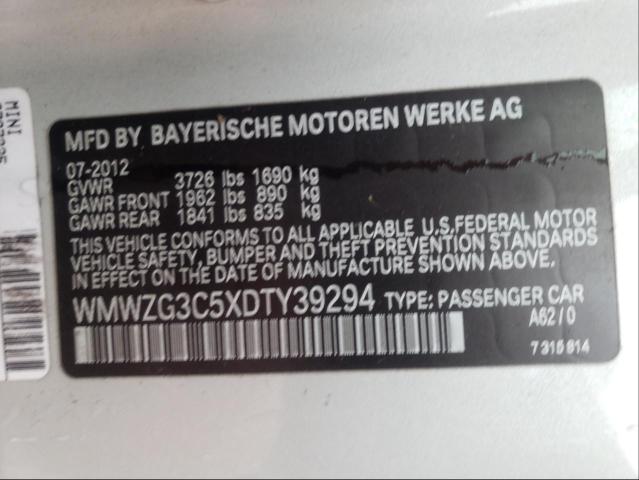 MFD BY BAYERISCHE MOTOREN WERKE AG
07-2012
GVWR 3726 lbs 1690 kg
GAWR FRONT 1962 lbs 890 kg
GAWR REAR 1841 lbs 835 kg
THIS VEHICLE CONFORMS TO ALL APPLICABLE U.S.FEDERAL MOTOR
VEHICLE SAFETY, BUMPER AND THEFT PREVENTION STANDARDS
IN EFFECT ON THE DATE OF MANUFACTURE SHOWN ABOVE.
WMWZG3C5XDTY39294 TYPE: PASSENGER CAR
A62/0
7 315 814
MINI